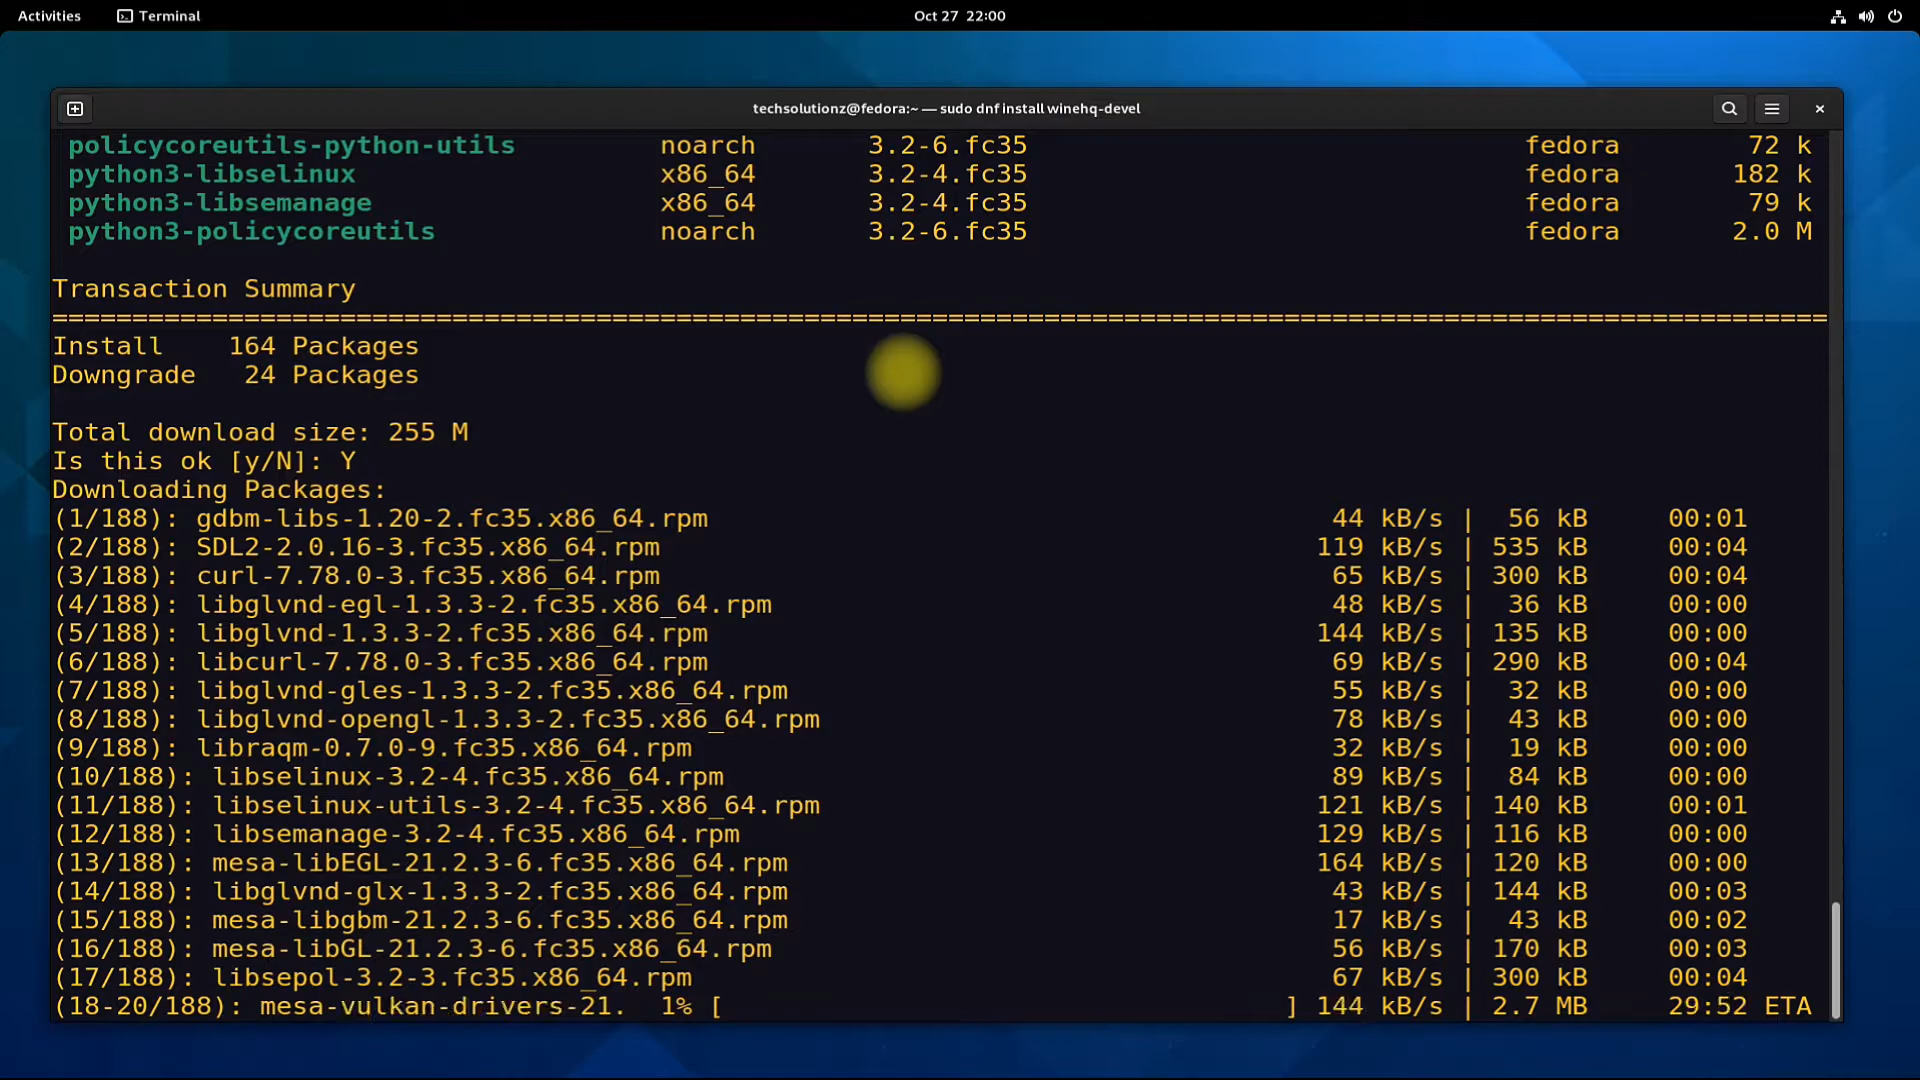 Activities Terminal Oct 27 22:00
techsolutionz@fedora:~ — sudo dnf install winehq-devel
policycoreutils-python-utils noarch 3.2-6.fc35 fedora 72 k
python3-libselinux x86_64 3.2-4.fc35 fedora 182 k
python3-libsemanage x86_64 3.2-4.fc35 fedora 79 k
python3-policycoreutils noarch 3.2-6.fc35 fedora 2.0 M
Transaction Summary
================================================================================================================
Install 164 Packages
Downgrade 24 Packages
Total download size: 255 M
Is this ok [y/N]: Y
Downloading Packages:
(1/188): gdbm-libs-1.20-2.fc35.x86_64.rpm 44 kB/s | 56 kB 00:01
(2/188): SDL2-2.0.16-3.fc35.x86_64.rpm 119 kB/s | 535 kB 00:04
(3/188): curl-7.78.0-3.fc35.x86_64.rpm 65 kB/s | 300 kB 00:04
(4/188): libglvnd-egl-1.3.3-2.fc35.x86_64.rpm 48 kB/s | 36 kB 00:00
(5/188): libglvnd-1.3.3-2.fc35.x86_64.rpm 144 kB/s | 135 kB 00:00
(6/188): libcurl-7.78.0-3.fc35.x86_64.rpm 69 kB/s | 290 kB 00:04
(7/188): libglvnd-gles-1.3.3-2.fc35.x86_64.rpm 55 kB/s | 32 kB 00:00
(8/188): libglvnd-opengl-1.3.3-2.fc35.x86_64.rpm 78 kB/s | 43 kB 00:00
(9/188): libraqm-0.7.0-9.fc35.x86_64.rpm 32 kB/s | 19 kB 00:00
(10/188): libselinux-3.2-4.fc35.x86_64.rpm 89 kB/s | 84 kB 00:00
(11/188): libselinux-utils-3.2-4.fc35.x86_64.rpm 121 kB/s | 140 kB 00:01
(12/188): libsemanage-3.2-4.fc35.x86_64.rpm 129 kB/s | 116 kB 00:00
(13/188): mesa-libEGL-21.2.3-6.fc35.x86_64.rpm 164 kB/s | 120 kB 00:00
(14/188): libglvnd-glx-1.3.3-2.fc35.x86_64.rpm 43 kB/s | 144 kB 00:03
(15/188): mesa-libgbm-21.2.3-6.fc35.x86_64.rpm 17 kB/s | 43 kB 00:02
(16/188): mesa-libGL-21.2.3-6.fc35.x86_64.rpm 56 kB/s | 170 kB 00:03
(17/188): libsepol-3.2-3.fc35.x86_64.rpm 67 kB/s | 300 kB 00:04
(18-20/188): mesa-vulkan-drivers-21. 1% [ ] 144 kB/s | 2.7 MB 29:52 ETA